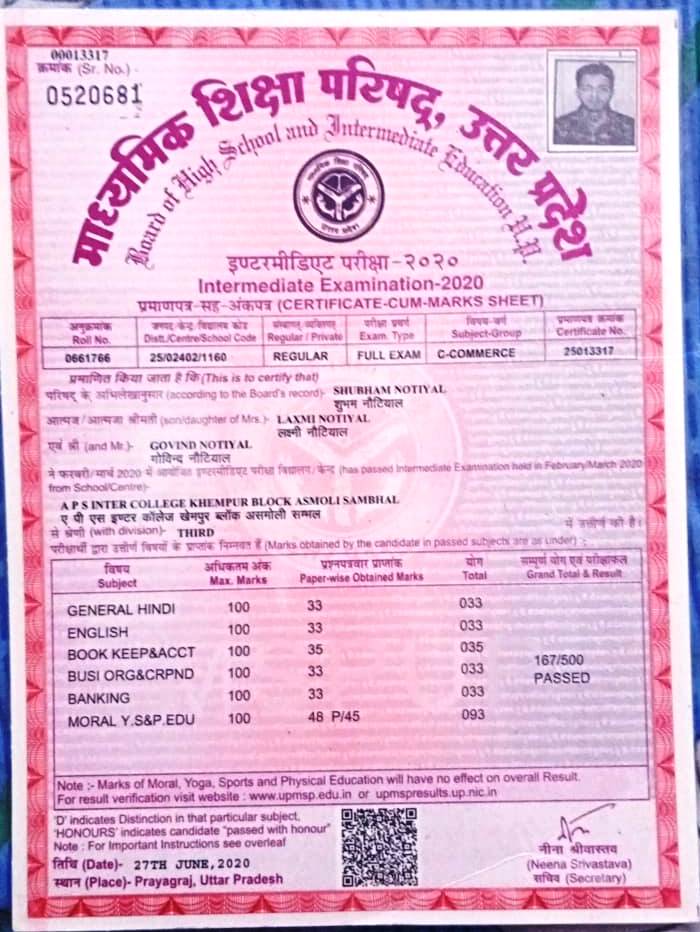 00013317
क्रमांक (Sr. No.) -
0520681
माध्यमिक शिक्षा परिषद्, उत्तर प्रदेश
Board of High School and Intermediate Education U.P.
इण्टरमीडिएट परीक्षा-२०२०
Intermediate Examination-2020
प्रमाणपत्र-सह-अंकपत्र (CERTIFICATE-CUM-MARKS SHEET)
अनुक्रमांक जनपद केन्द्र विद्यालय कोड संस्थागत/व्यक्तिगत परीक्षा प्रवर्ग विषय-वर्ग प्रमाणपत्र क्रमांक
Roll No. Distt./Centre/School Code Regular / Private Exam. Type Subject-Group Certificate No.
0661766 25/02402/1160 REGULAR FULL EXAM C-COMMERCE 25013317
प्रमाणित किया जाता है कि (This is to certify that)
परिषद् के अभिलेखानुसार (according to the Board's record)- SHUBHAM NOTIYAL
शुभम नौटियाल
आत्मज/आत्मजा श्रीमती (son/daughter of Mrs.)- LAXMI NOTIYAL
लक्ष्मी नौटियाल
एवं श्री (and Mr.)- GOVIND NOTIYAL
गोविन्द नौटियाल
ने फरवरी/मार्च 2020 में आयोजित इण्टरमीडिएट परीक्षा विद्यालय/केन्द्र (has passed Intermediate Examination held in February/March 2020
from School/Centre)-
A P S INTER COLLEGE KHEMPUR BLOCK ASMOLI SAMBHAL
ए पी एस इण्टर कॉलेज खेमपुर ब्लॉक असमोली सम्भल
से श्रेणी (with division)- THIRD में उत्तीर्ण की है।
परीक्षार्थी द्वारा उत्तीर्ण विषयों के प्राप्तांक निम्नवत हैं (Marks obtained by the candidate in passed subjects are as under) :-
विषय अधिकतम अंक प्रश्नपत्रवार प्राप्तांक योग सम्पूर्ण योग एवं परीक्षाफल
Subject Max. Marks Paper-wise Obtained Marks Total Grand Total & Result
GENERAL HINDI 100 33 033
ENGLISH 100 33 033
BOOK KEEP&ACCT 100 35 035
167/500
BUSI ORG&CRPND 100 33 033
PASSED
BANKING 100 33 033
MORAL Y.S&P.EDU 100 48 P/45 093
Note :- Marks of Moral, Yoga, Sports and Physical Education will have no effect on overall Result.
For result verification visit website : www.upmsp.edu.in or upmspresults.up.nic.in
'D' indicates Distinction in that particular subject,
'HONOURS' indicates candidate "passed with honour"
Note : For Important Instructions see overleaf
तिथि (Date)- 27TH JUNE, 2020
स्थान (Place)- Prayagraj, Uttar Pradesh
नीना श्रीवास्तव
(Neena Srivastava)
सचिव (Secretary)